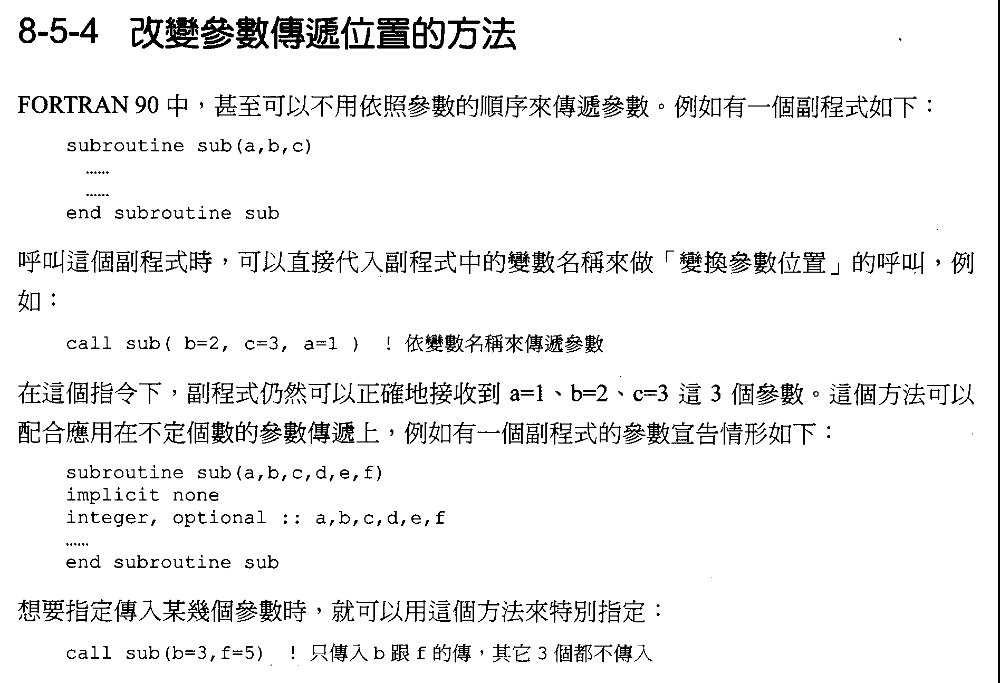 8-5-4 改變參數傳遞位置的方法
FORTRAN 90 中，甚至可以不用依照參數的順序來傳遞參數。例如有一個副程式如下：
subroutine sub(a,b,c)
……
……
end subroutine sub
呼叫這個副程式時，可以直接代入副程式中的變數名稱來做「變換參數位置」的呼叫，例
如：
call sub( b=2, c=3, a=1 ) ! 依變數名稱來傳遞參數
在這個指令下，副程式仍然可以正確地接收到 a=1、b=2、c=3 這 3 個參數。這個方法可以
配合應用在不定個數的參數傳遞上，例如有一個副程式的參數宣告情形如下：
subroutine sub(a,b,c,d,e,f)
implicit none
integer, optional :: a,b,c,d,e,f
……
end subroutine sub
想要指定傳入某幾個參數時，就可以用這個方法來特別指定：
call sub(b=3,f=5) ! 只傳入 b 跟 f 的傳，其它 3 個都不傳入